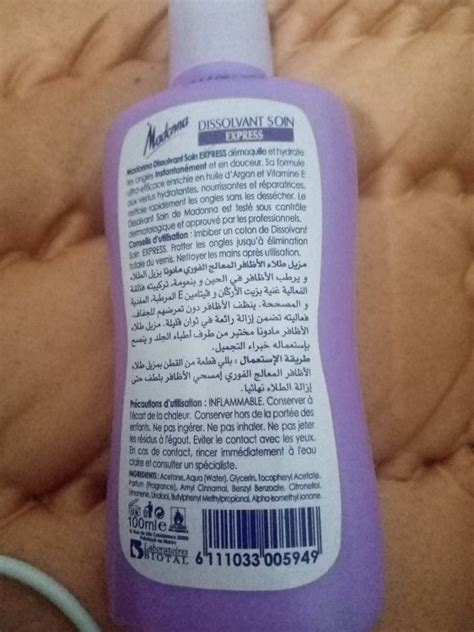 Madonna
DISSOLVANT SOIN
EXPRESS
Madonna Dissolvant Soin EXPRESS démaquille et hydrate
les ongles instantanément et en douceur. Sa formule
ultra-efficace enrichie en huile d'Argan et Vitamine E
aux vertus hydratantes, nourrissantes et réparatrices,
nettoie rapidement les ongles sans les dessécher. Le
Dissolvant Soin de Madonna est testé sous contrôle
dermatologique et approuvé par les professionnels.
Conseils d'utilisation : Imbiber un coton de Dissolvant
Soin EXPRESS. Frotter les ongles jusqu'à élimination
totale du vernis. Nettoyer les mains après utilisation.
مزيل طلاء الأظافر المعالج الفوري مادونا يزيل الطلاء
و يرطب الأظافر في الحين و بنعومة، تركيبته فائقة
الفعالية غنية بزيت الأركان و فيتامين E المرطبة، المغذية
و المصححة. ينظف الأظافر دون تعرضهم للجفاف.
فعاليته تضمن إزالة رائعة في ثوان قليلة. مزيل طلاء
الأظافر مادونا مختبر من طرف أطباء الجلد و ينصح
بإستعماله خبراء التجميل.
طريقة الإستعمال: بللي قطعة من القطن بمزيل طلاء
الأظافر المعالج الفوري إمسحي الأظافر بلطف حتى
إزالة الطلاء نهائيا.
Précautions d'utilisation : INFLAMMABLE. Conserver à
l'écart de la chaleur. Conserver hors de la portée des
enfants. Ne pas ingérer. Ne pas inhaler. Ne pas jeter
les résidus à l'égout. Eviter le contact avec les yeux.
En cas de contact, rincer immédiatement à l'eau
claire et consulter un spécialiste.
INGREDIENTS : Acetone, Aqua (Water), Glycerin, Tocopheryl Acetate,
Parfum (fragrance), Amyl Cinnamal, Benzyl Benzoate, Citronellol,
Limonene, Linalool, Butylphenyl Methylpropional, Alpha-Isomethyl Ionone.
100ml e
Laboratoires
BIOTAL
6 111033 005949